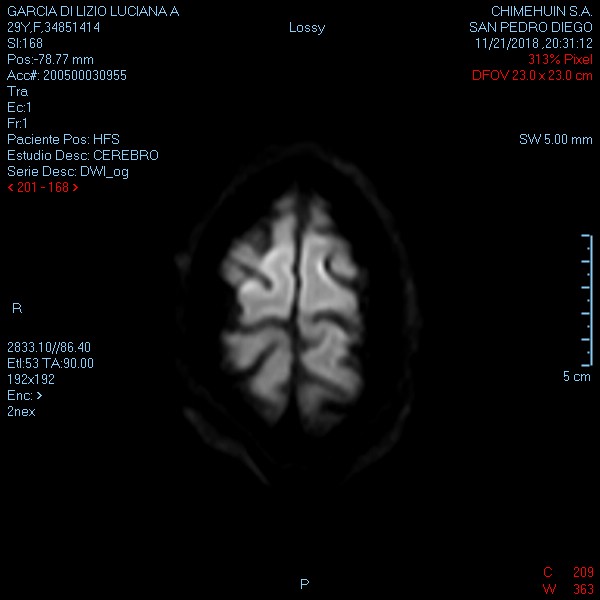 GARCIA DI LIZIO LUCIANA A
29Y,F,34851414
Sl:168
Pos:-78.77 mm
Acc#: 200500030955
Tra
Ec:1
Fr:1
Paciente Pos: HFS
Estudio Desc: CEREBRO
Serie Desc: DWI_og
< 201 - 168 >
Lossy
CHIMEHUIN S.A.
SAN PEDRO DIEGO
11/21/2018 ,20:31:12
313% Pixel
DFOV 23.0 x 23.0 cm
SW 5.00 mm
R
5 cm
2833.10//86.40
Etl:53 TA:90.00
192x192
Enc: >
2nex
P
C 209
W 363